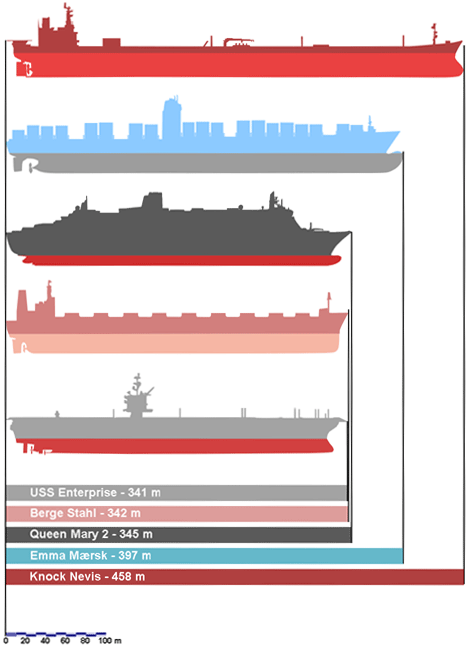 USS Enterprise - 341 m
Berge Stahl - 342 m
Queen Mary 2 - 345 m
Emma Mærsk - 397 m
Knock Nevis - 458 m
0 20 40 60 80 100 m